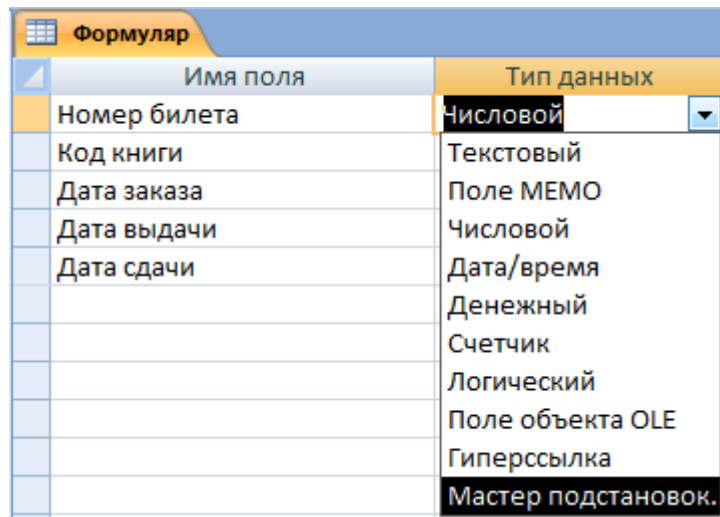 Формуляр
Имя поля Тип данных
Номер билета Числовой
Код книги Текстовый
Дата заказа Поле МЕМО
Дата выдачи Числовой
Дата сдачи Дата/время
Денежный
Счетчик
Логический
Поле объекта OLE
Гиперссылка
Мастер подстановок.